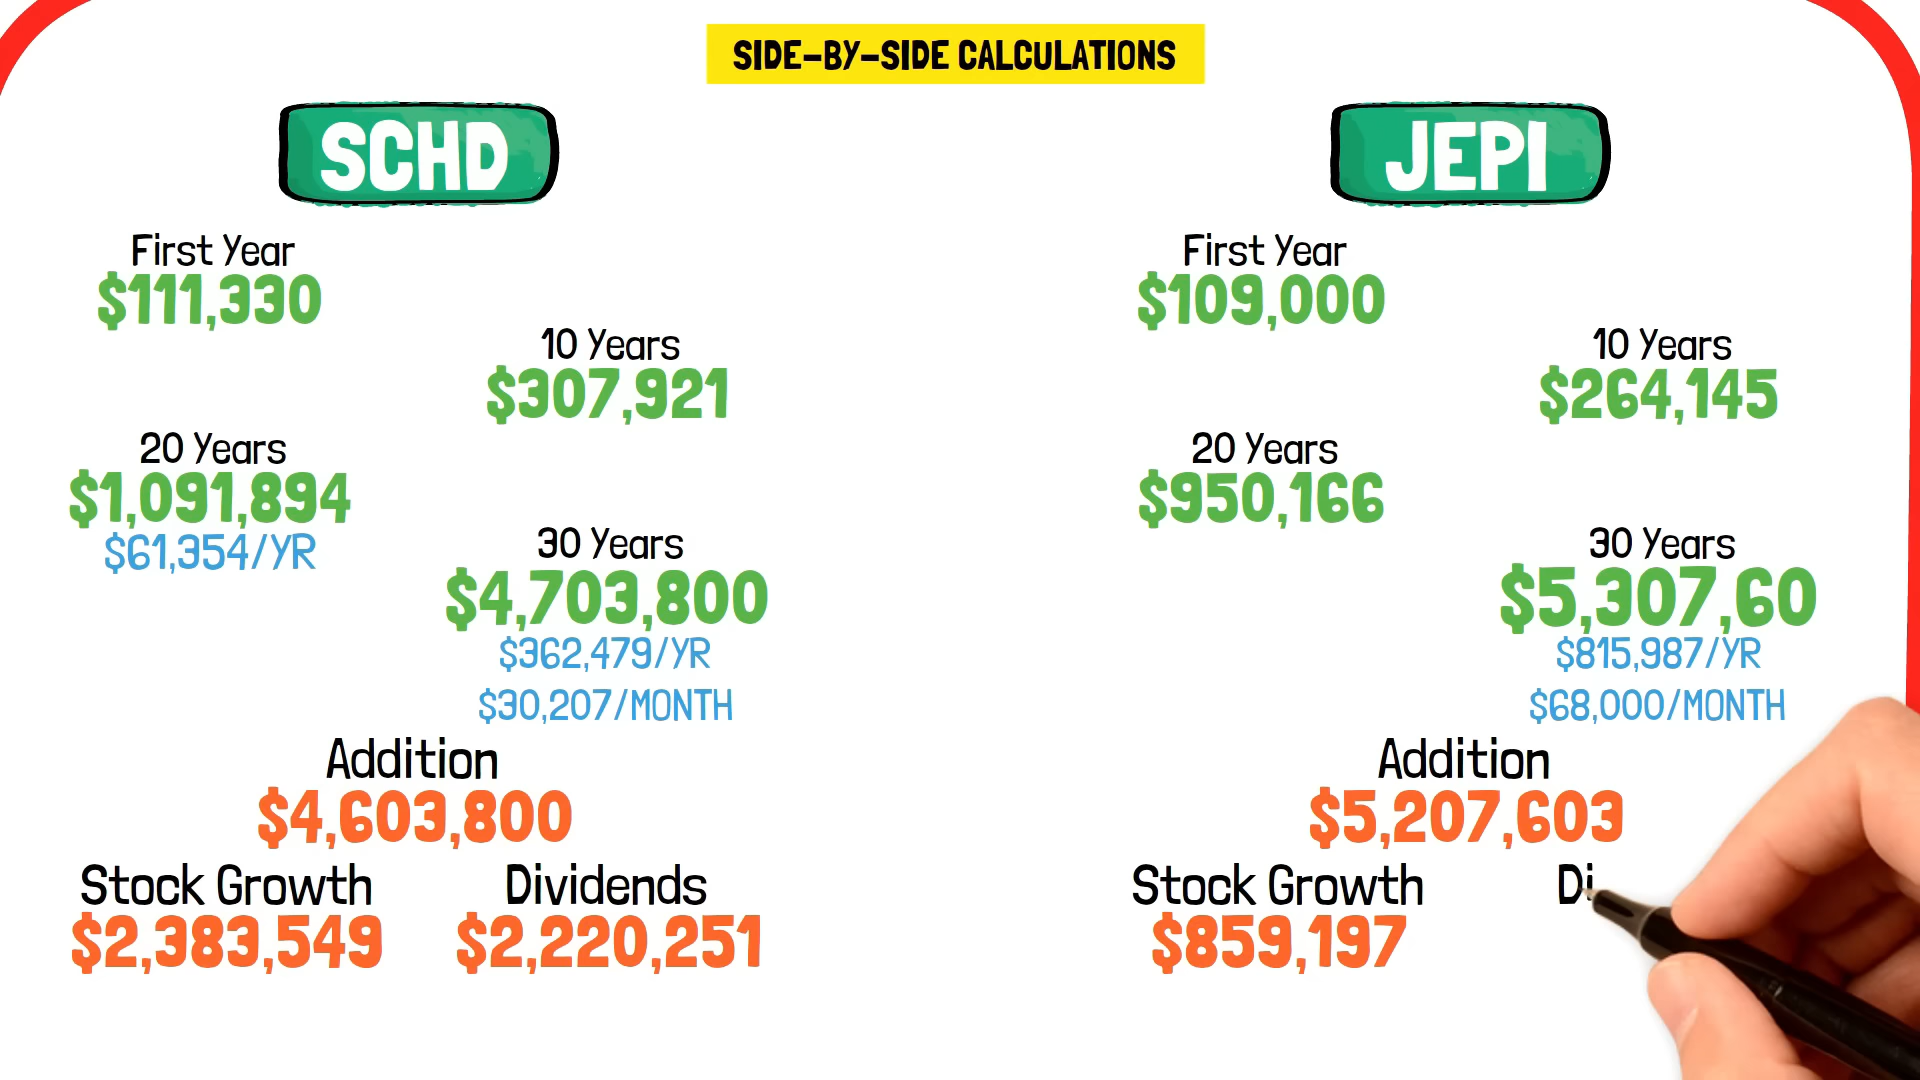 SIDE-BY-SIDE CALCULATIONS
SCHD
First Year
$111,330
10 Years
$307,921
20 Years
$1,091,894
$61,354/YR
30 Years
$4,703,800
$362,479/YR
$30,207/MONTH
Addition
$4,603,800
Stock Growth
$2,383,549
Dividends
$2,220,251
JEPI
First Year
$109,000
10 Years
$264,145
20 Years
$950,166
30 Years
$5,307,60
$815,987/YR
$68,000/MONTH
Addition
$5,207,603
Stock Growth
$859,197
Di